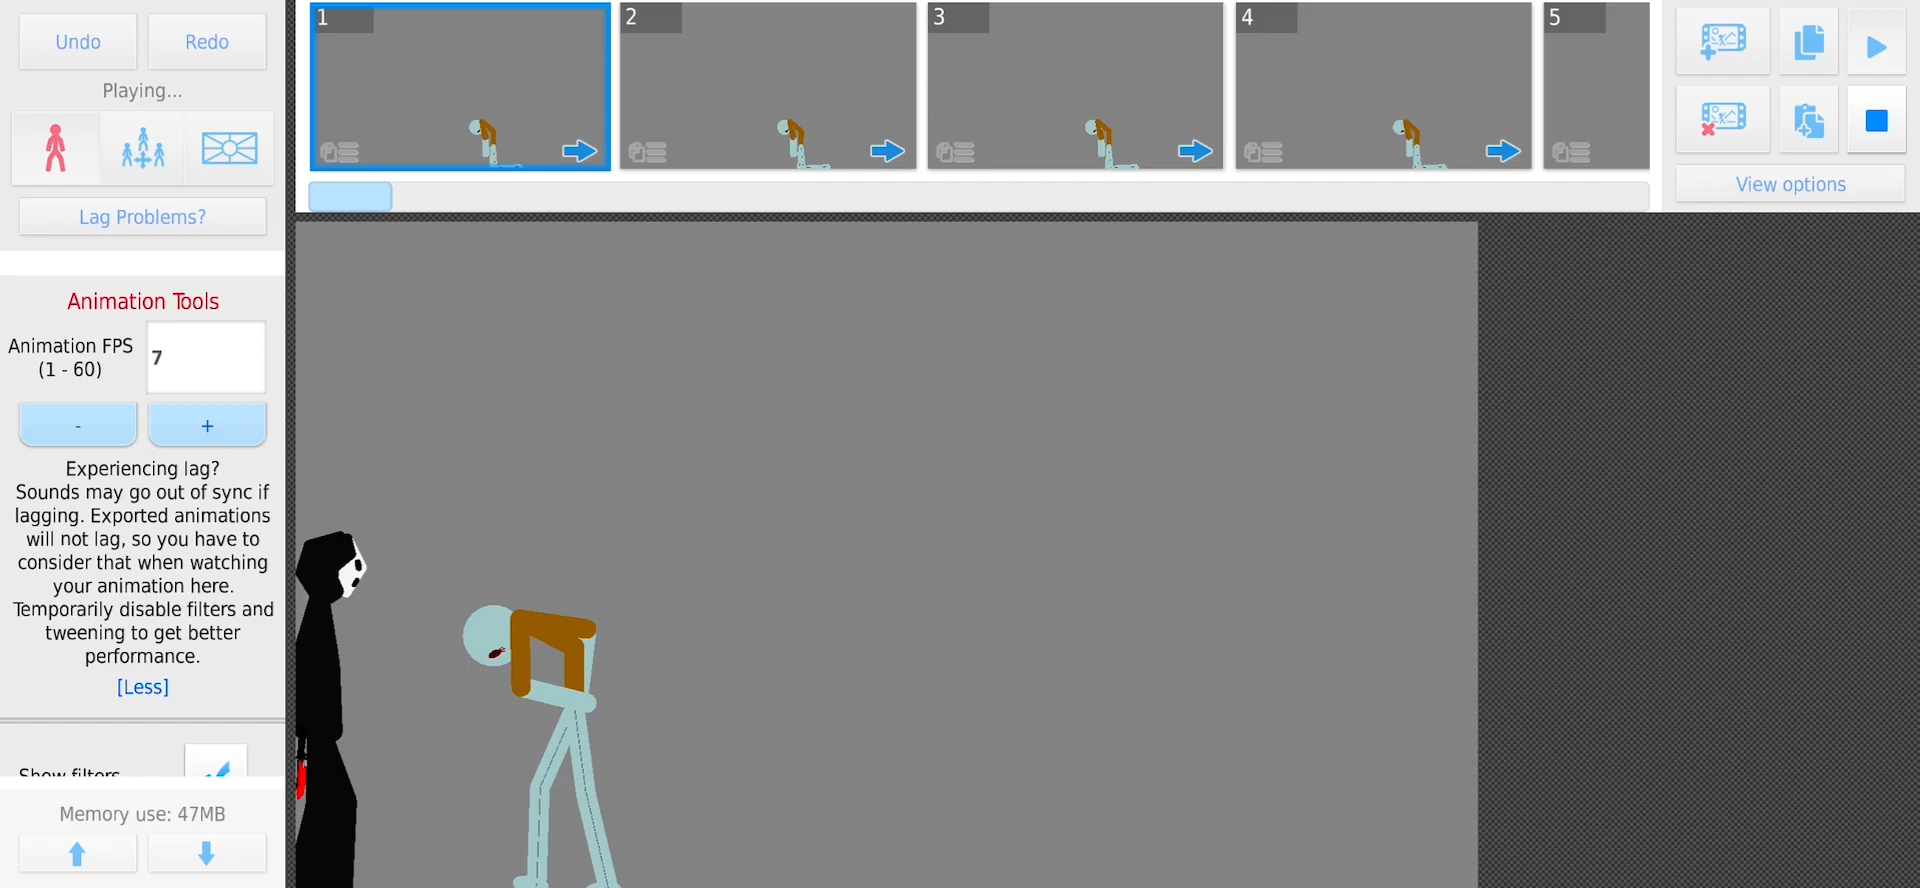 Undo
Redo
Playing...
Lag Problems?
Animation Tools
Animation FPS
(1 - 60)
7
-
+
Experiencing lag?
Sounds may go out of sync if
lagging. Exported animations
will not lag, so you have to
consider that when watching
your animation here.
Temporarily disable filters and
tweening to get better
performance.
[Less]
Show filters
Memory use: 47MB
1
2
3
4
5
View options